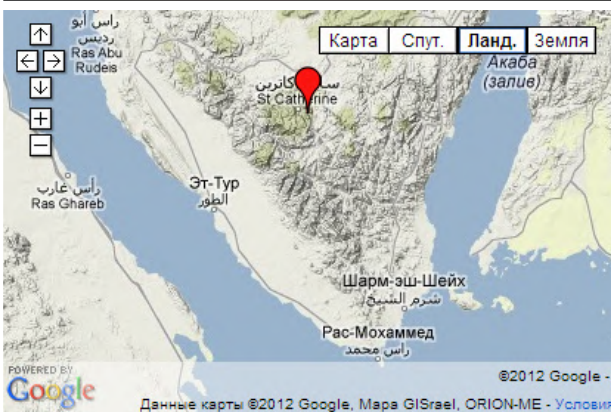 راس أبو
رديس
Ras Abu
Rudeis
Карта
Спут.
Ланд.
Земля
Акаба
(залив)
St Catherine
Эт-Тур
الطور
رأس غارب
Ras Ghareb
Шарм-эш-Шейх
شرم الشيخ
Рас-Мохаммед
راس محمد
POWERED BY
Google
©2012 Google -
Данные карты ©2012 Google, Mapa GISrael, ORION-ME - Условия